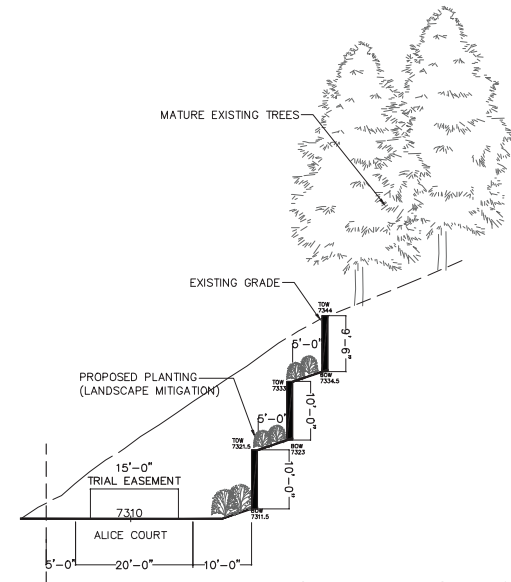 MATURE EXISTING TREES
EXISTING GRADE
TOW
7344
9'-6"
5'-0"
BOW
7334.5
PROPOSED PLANTING
(LANDSCAPE MITIGATION)
TOW
7333
10'-0"
5'-0"
TOW
7321.5
BOW
7323
15'-0"
TRIAL EASEMENT
10'-0"
7310
BOW
7311.5
ALICE COURT
5'-0"
20'-0"
10'-0"